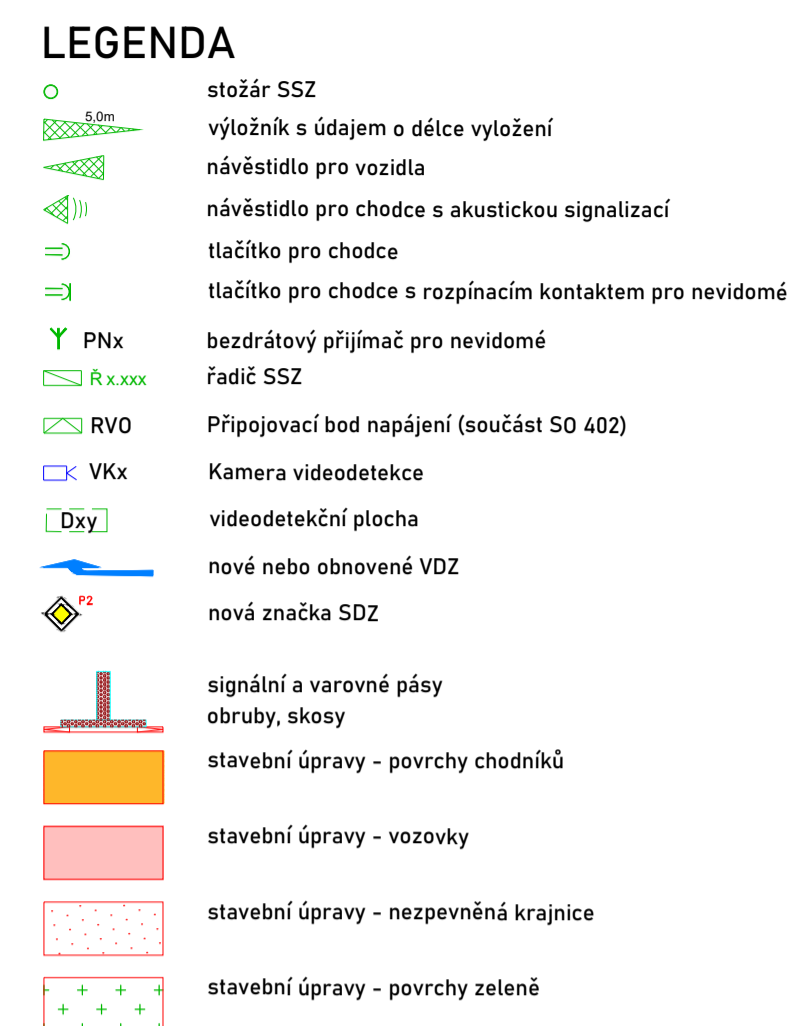 LEGENDA
stožár SSZ
5,0m výložník s údajem o délce vyložení
návěstidlo pro vozidla
návěstidlo pro chodce s akustickou signalizací
tlačítko pro chodce
tlačítko pro chodce s rozpínacím kontaktem pro nevidomé
PNx bezdrátový přijímač pro nevidomé
Ř x.xxx řadič SSZ
RVO Připojovací bod napájení (součást SO 402)
VKx Kamera videodetekce
Dxy videodetekční plocha
nové nebo obnovené VDZ
P2 nová značka SDZ
signální a varovné pásy
obruby, skosy
stavební úpravy - povrchy chodníků
stavební úpravy - vozovky
stavební úpravy - nezpevněná krajnice
stavební úpravy - povrchy zeleně